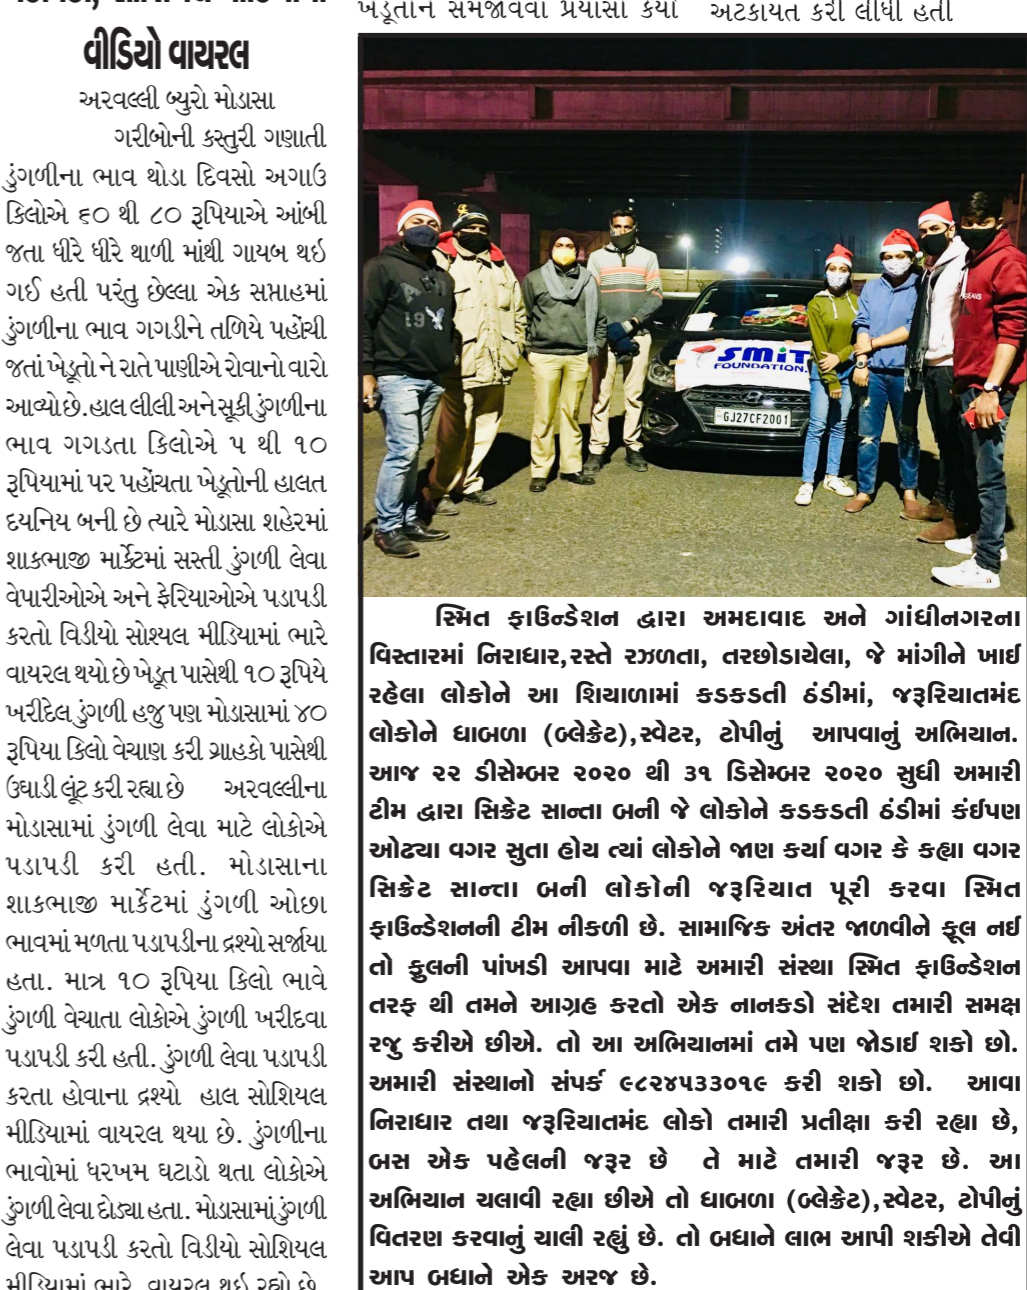 વીડિયો વાયરલ
અરવલ્લી બ્યુરો મોડાસા
ગરીબોની કસ્તુરી ગણાતી
ડુંગળીના ભાવ થોડા દિવસો અગાઉ
કિલોએ ૬૦ થી ૮૦ રૂપિયાએ આંબી
જતા ધીરે ધીરે થાળી માંથી ગાયબ થઇ
ગઈ હતી પરંતુ છેલ્લા એક સપ્તાહમાં
ડુંગળીના ભાવ ગગડીને તળિયે પહોંચી
જતાં ખેડૂતો ને રાતે પાણીએ રોવાનો વારો
આવ્યો છે.હાલ લીલી અને સૂકી ડુંગળીના
ભાવ ગગડતા કિલોએ ૫ થી ૧૦
રૂપિયામાં પર પહોંચતા ખેડૂતોની હાલત
દયનિય બની છે ત્યારે મોડાસા શહેરમાં
શાકભાજી માર્કેટમાં સસ્તી ડુંગળી લેવા
વેપારીઓએ અને ફેરિયાઓએ પડાપડી
કરતો વિડીયો સોશ્યલ મીડિયામાં ભારે
વાયરલ થયો છે ખેડૂત પાસેથી ૧૦ રૂપિયે
ખરીદેલ ડુંગળી હજુ પણ મોડાસામાં ૪૦
રૂપિયા કિલો વેચાણ કરી ગ્રાહકો પાસેથી
ઉઘાડી લૂંટ કરી રહ્યા છે અરવલ્લીના
મોડાસામાં ડુંગળી લેવા માટે લોકોએ
પડાપડી કરી હતી. મોડાસાના
શાકભાજી માર્કેટમાં ડુંગળી ઓછા
ભાવમાં મળતા પડાપડીના દ્રશ્યો સર્જાયા
હતા. માત્ર ૧૦ રૂપિયા કિલો ભાવે
ડુંગળી વેચાતા લોકોએ ડુંગળી ખરીદવા
પડાપડી કરી હતી. ડુંગળી લેવા પડાપડી
કરતા હોવાના દ્રશ્યો હાલ સોશિયલ
મીડિયામાં વાયરલ થયા છે. ડુંગળીના
ભાવોમાં ધરખમ ઘટાડો થતા લોકોએ
ડુંગળી લેવા દોડ્યા હતા. મોડાસામાં ડુંગળી
લેવા પડાપડી કરતો વિડીયો સોશિયલ
મીડિયામાં ભારે વાયરલ થઇ રહ્યો છે.
ખેડૂતોને સમજાવવા પ્રયાસો કર્યા
અટકાયત કરી લીધી હતી
SMiT
FOUNDATION.
GJ27CF2001
સ્મિત ફાઉન્ડેશન દ્વારા અમદાવાદ અને ગાંધીનગરના
વિસ્તારમાં નિરાધાર,રસ્તે રઝળતા, તરછોડાયેલા, જે માંગીને ખાઈ
રહેલા લોકોને આ શિયાળામાં કડકડતી ઠંડીમાં, જરૂરિયાતમંદ
લોકોને ધાબળા (બ્લેકેંટ),સ્વેટર, ટોપીનું આપવાનું અભિયાન.
આજ ૨૨ ડીસેમ્બર ૨૦૨૦ થી ૩૧ ડિસેમ્બર ૨૦૨૦ સુધી અમારી
ટીમ દ્વારા સિક્રેટ સાન્તા બની જે લોકોને કડકડતી ઠંડીમાં કંઈપણ
ઓઢ્યા વગર સુતા હોય ત્યાં લોકોને જાણ કર્યા વગર કે કહ્યા વગર
સિક્રેટ સાન્તા બની લોકોની જરૂરિયાત પૂરી કરવા સ્મિત
ફાઉન્ડેશનની ટીમ નીકળી છે. સામાજિક અંતર જાળવીને ફૂલ નઈ
તો ફુલની પાંખડી આપવા માટે અમારી સંસ્થા સ્મિત ફાઉન્ડેશન
તરફ થી તમને આગ્રહ કરતો એક નાનકડો સંદેશ તમારી સમક્ષ
રજુ કરીએ છીએ. તો આ અભિયાનમાં તમે પણ જોડાઈ શકો છો.
અમારી સંસ્થાનો સંપર્ક ૯૮૨૪૫૩૩૦૧૯ કરી શકો છો. આવા
નિરાધાર તથા જરૂરિયાતમંદ લોકો તમારી પ્રતીક્ષા કરી રહ્યા છે,
બસ એક પહેલની જરૂર છે તે માટે તમારી જરૂર છે. આ
અભિયાન ચલાવી રહ્યા છીએ તો ધાબળા (બ્લેકેંટ),સ્વેટર, ટોપીનું
વિતરણ કરવાનું ચાલી રહ્યું છે. તો બધાને લાભ આપી શકીએ તેવી
આપ બધાને એક અરજ છે.